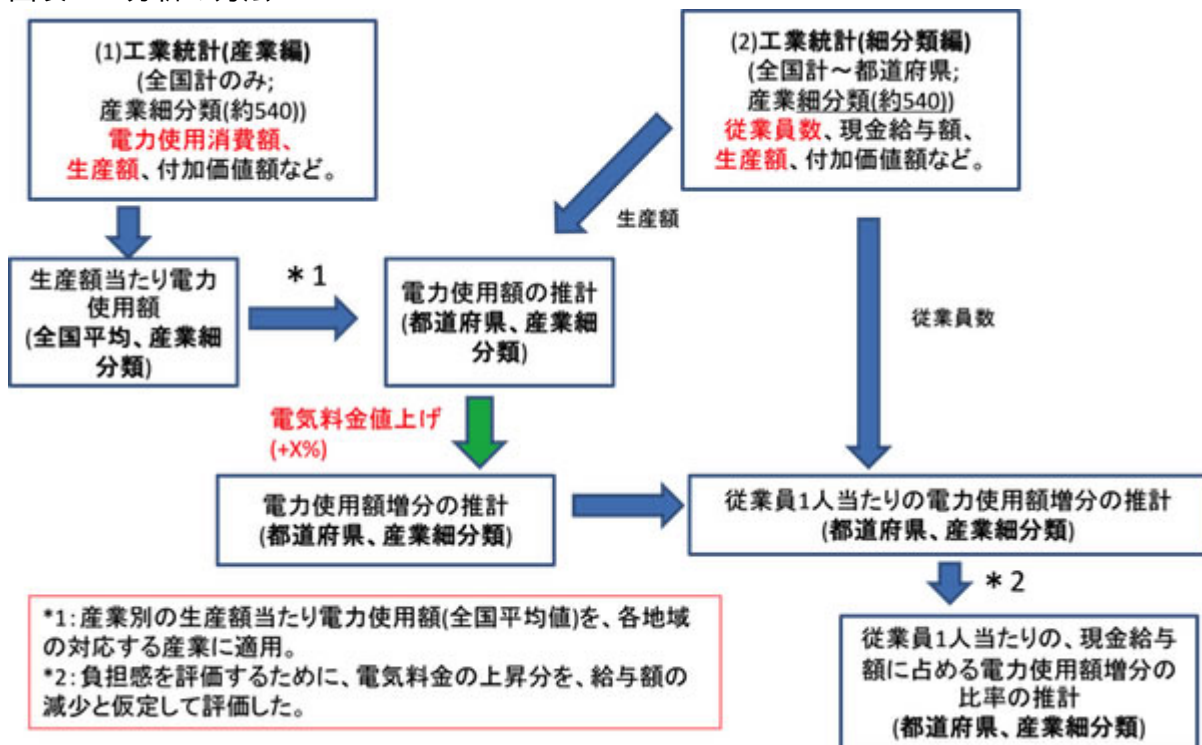 (1)工業統計(産業編)
(全国計のみ;
産業細分類(約540))
電力使用消費額、
生産額、付加価値額など。
(2)工業統計(細分類編)
(全国計～都道府県;
産業細分類(約540))
従業員数、現金給与額、
生産額、付加価値額など。
生産額
生産額当たり電力
使用額
(全国平均、産業細
分類)
＊1
電力使用額の推計
(都道府県、産業細
分類)
従業員数
電気料金値上げ
(+X%)
電力使用額増分の推計
(都道府県、産業細分類)
従業員1人当たりの電力使用額増分の推計
(都道府県、産業細分類)
＊2
*1:産業別の生産額当たり電力使用額(全国平均値)を、各地域
の対応する産業に適用。
*2:負担感を評価するために、電気料金の上昇分を、給与額の
減少と仮定して評価した。
従業員1人当たりの、現金給与
額に占める電力使用額増分の
比率の推計
(都道府県、産業細分類)